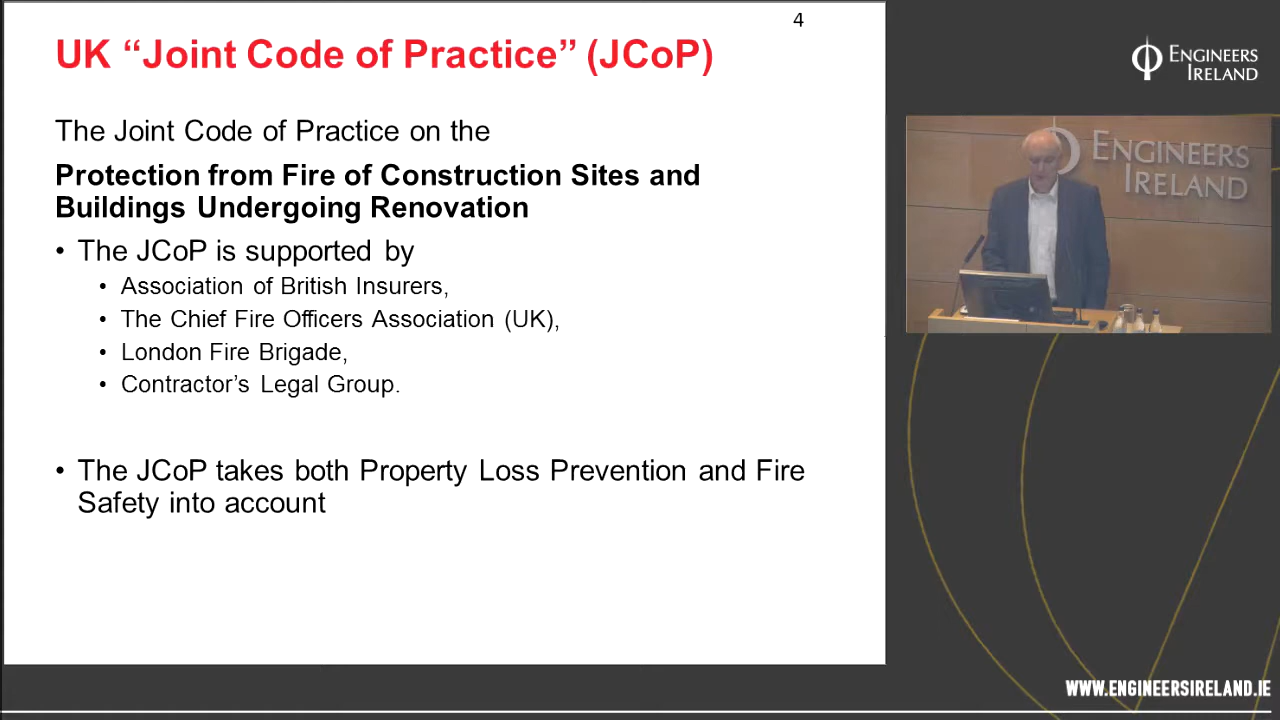 4
UK “Joint Code of Practice” (JCoP)
The Joint Code of Practice on the
Protection from Fire of Construction Sites and
Buildings Undergoing Renovation
• The JCoP is supported by
• Association of British Insurers,
• The Chief Fire Officers Association (UK),
• London Fire Brigade,
• Contractor’s Legal Group.
• The JCoP takes both Property Loss Prevention and Fire
Safety into account
ENGINEERS
IRELAND
ENGINEERS
IRELAND
WWW.ENGINEERSIRELAND.IE